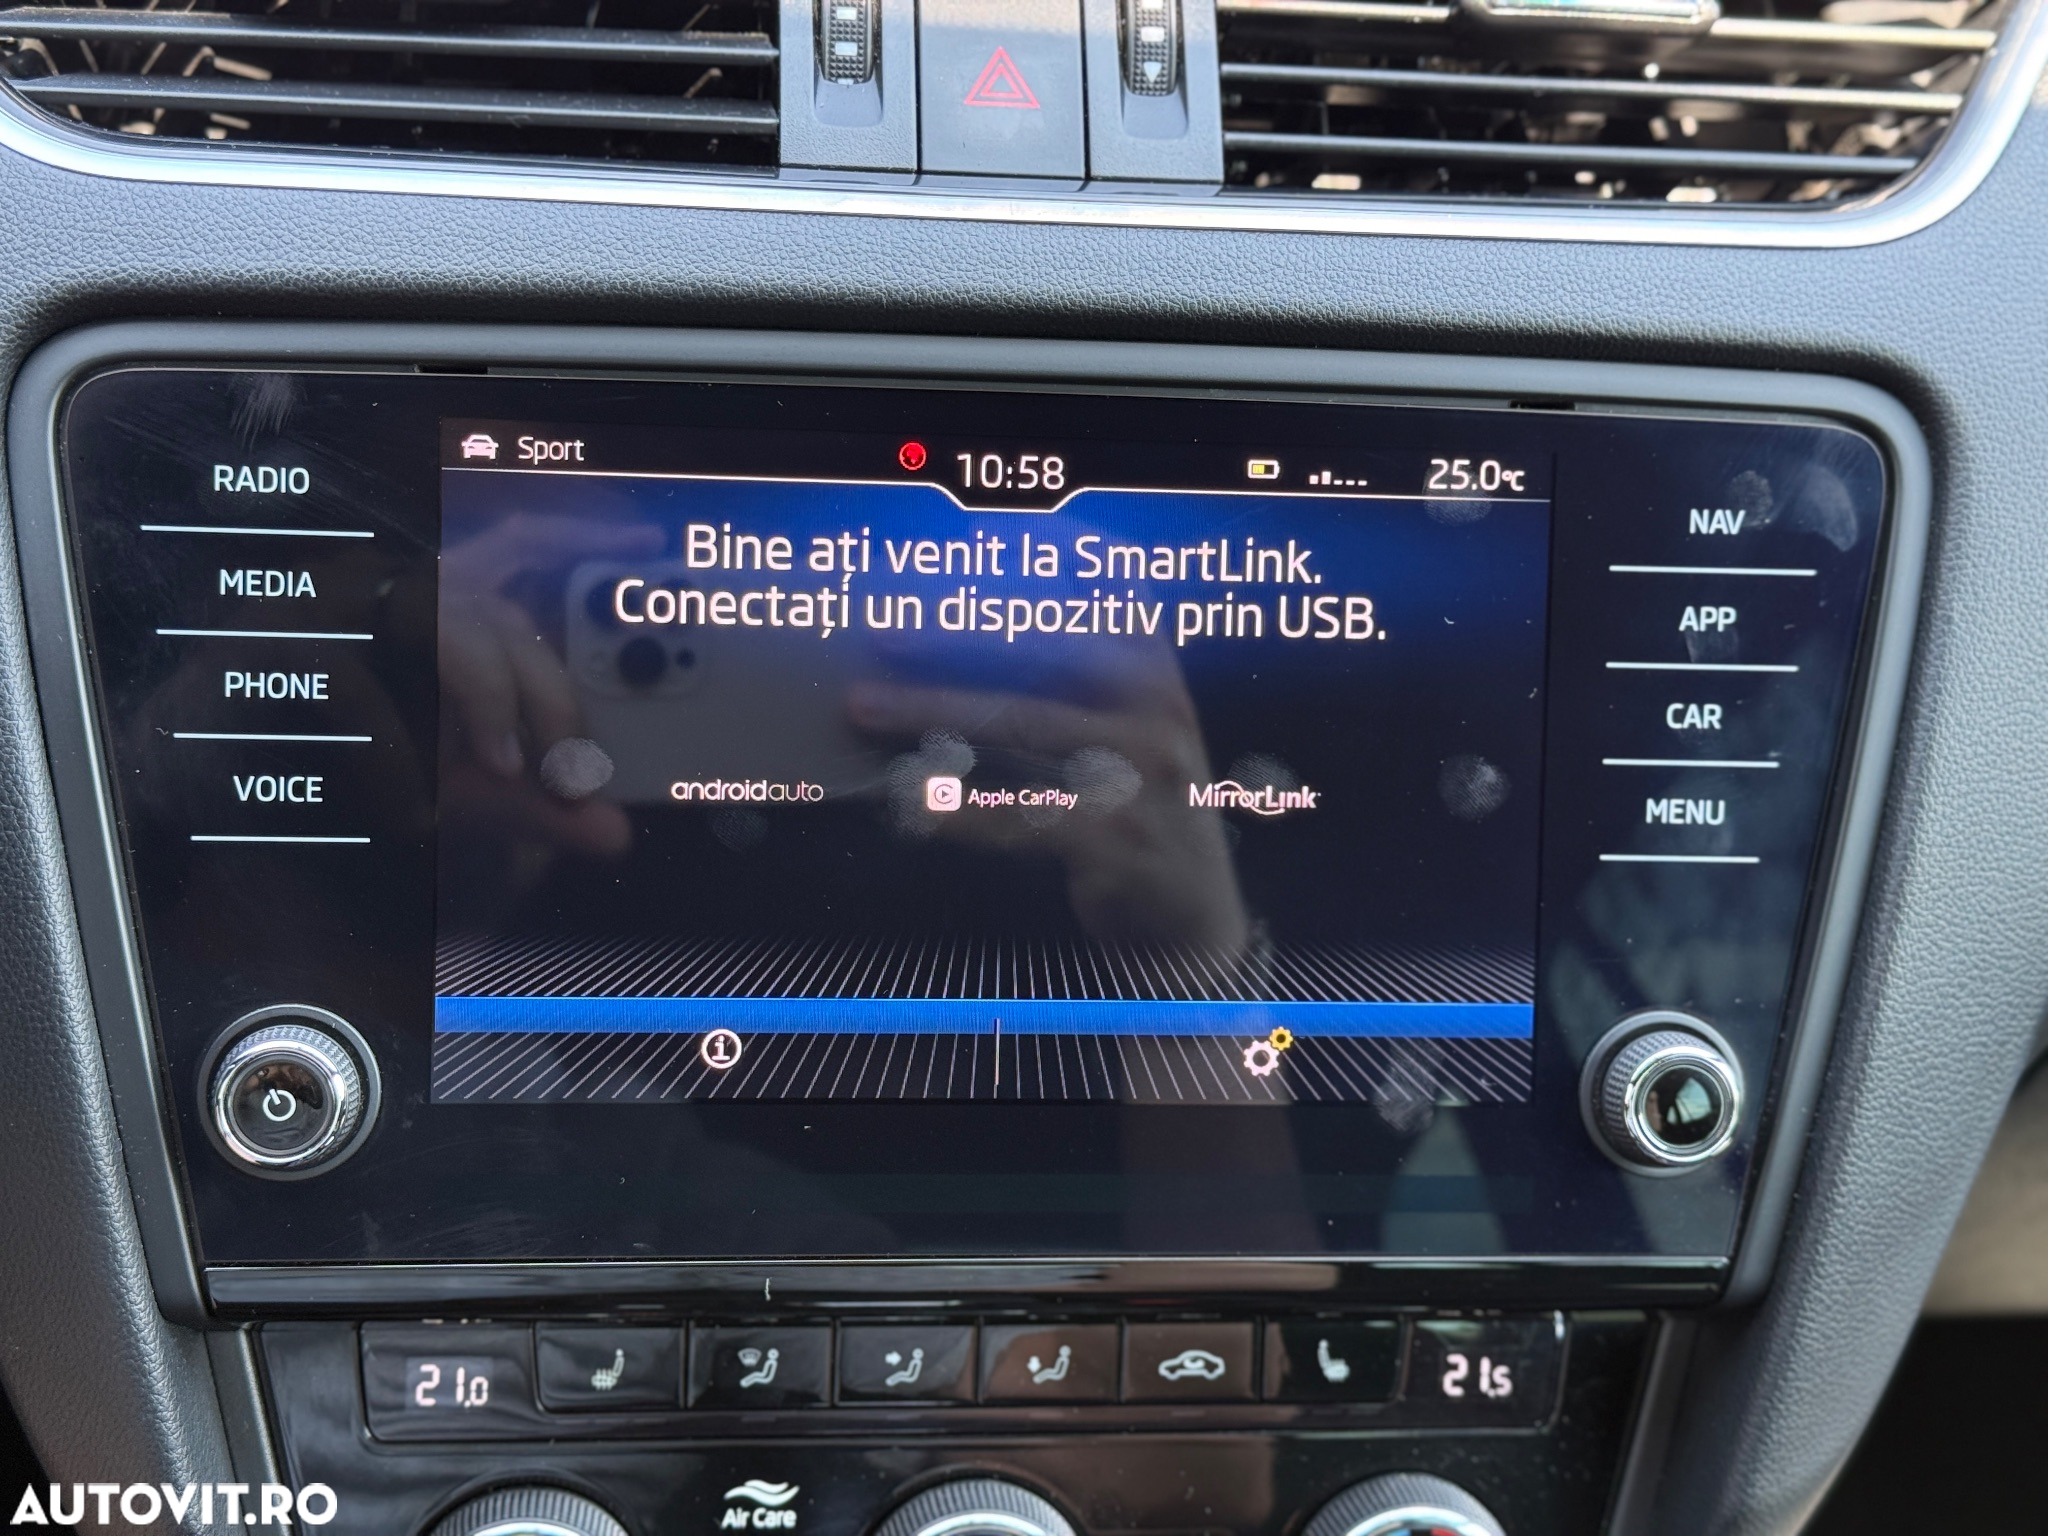 Sport
10:58
25.0°C
RADIO
MEDIA
PHONE
VOICE
Bine ați venit la SmartLink.
Conectați un dispozitiv prin USB.
androidauto
Apple CarPlay
MirrorLink
NAV
APP
CAR
MENU
21.0
21.5
Air Care
AUTOVIT.RO